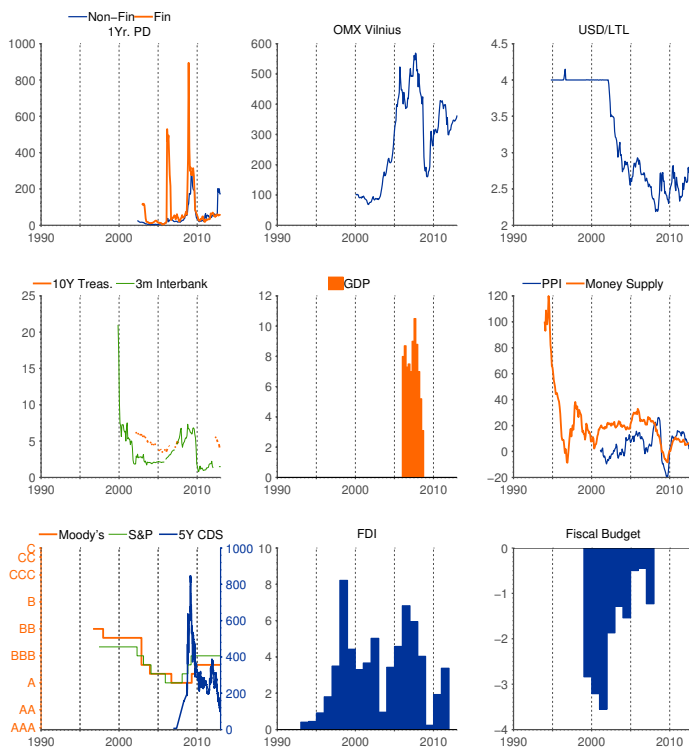 Non−Fin Fin
1Yr. PD
OMX Vilnius
USD/LTL
1000
800
600
400
200
0
1990 2000 2010
600
500
400
300
200
100
0
1990 2000 2010
4.5
4
3.5
3
2.5
2
1990 2000 2010
10Y Treas. 3m Interbank
GDP
PPI Money Supply
25
20
15
10
5
0
1990 2000 2010
12
10
8
6
4
2
0
1990 2000 2010
120
100
80
60
40
20
0
−20
1990 2000 2010
Moody's S&P 5Y CDS
FDI
Fiscal Budget
C
CC
CCC
B
BB
BBB
A
AA
AAA
1000
800
600
400
200
0
1990 2000 2010
10
8
6
4
2
0
1990 2000 2010
0
−1
−2
−3
−4
1990 2000 2010